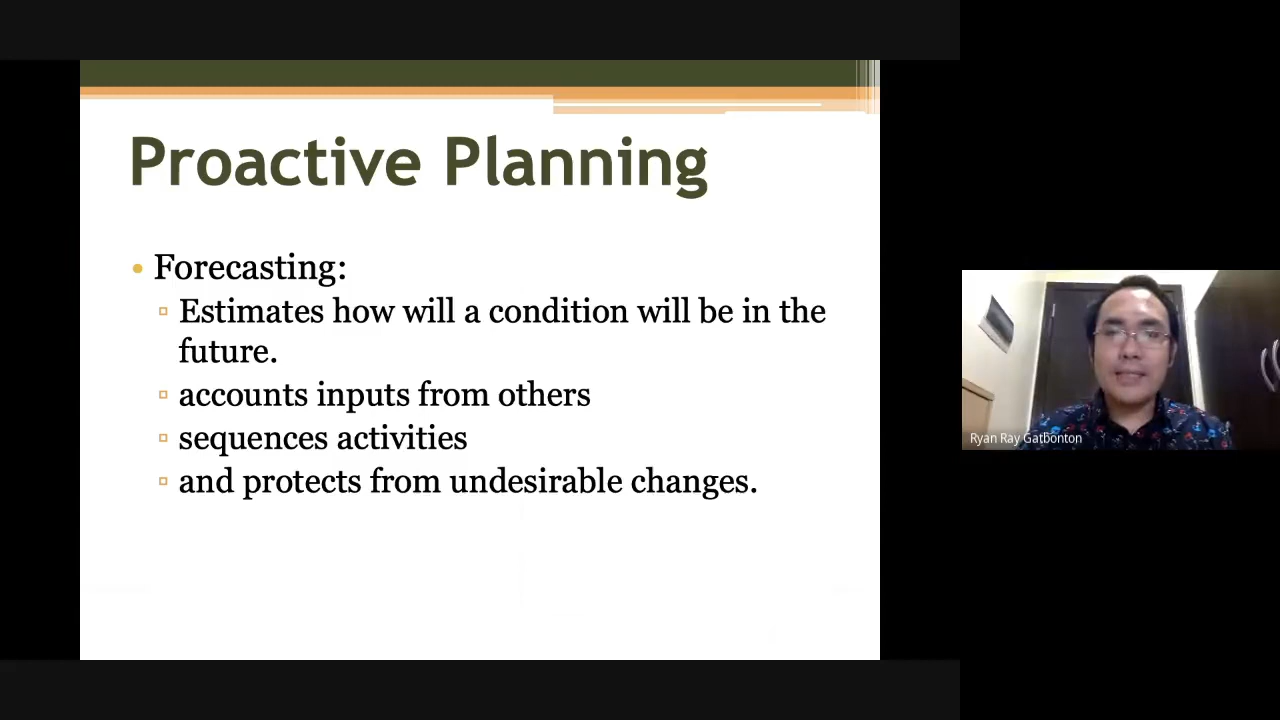 Proactive Planning
• Forecasting:
▫ Estimates how will a condition will be in the
future.
▫ accounts inputs from others
▫ sequences activities
▫ and protects from undesirable changes.
Ryan Ray Gatbonton